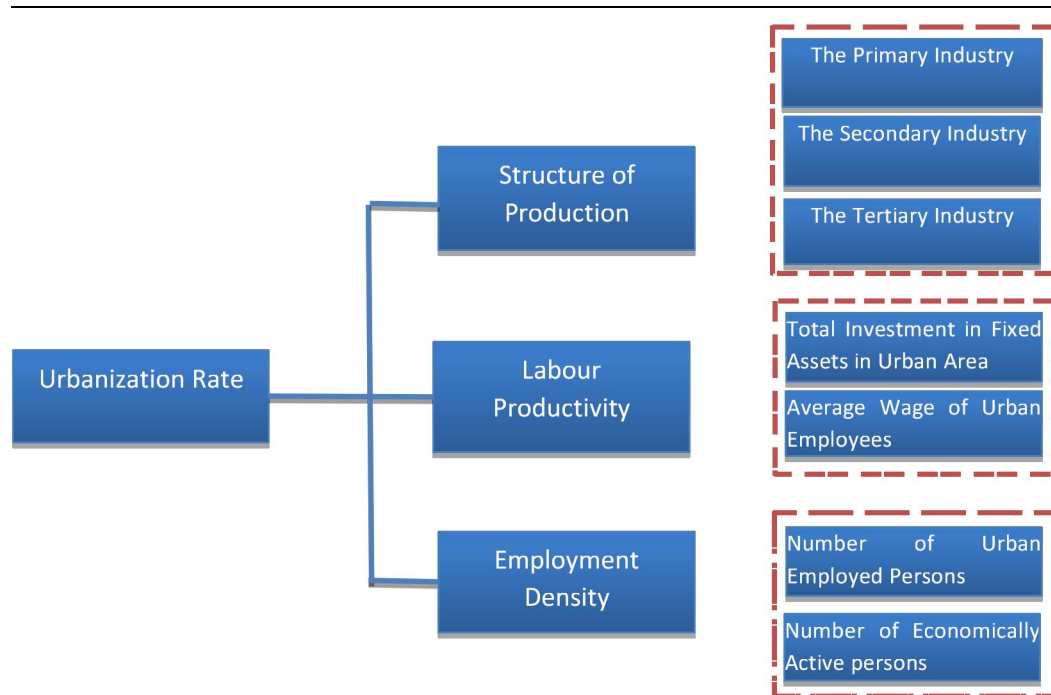 Urbanization Rate
Structure of
Production
Labour
Productivity
Employment
Density
The Primary Industry
The Secondary Industry
The Tertiary Industry
Total Investment in Fixed
Assets in Urban Area
Average Wage of Urban
Employees
Number of Urban
Employed Persons
Number of Economically
Active persons